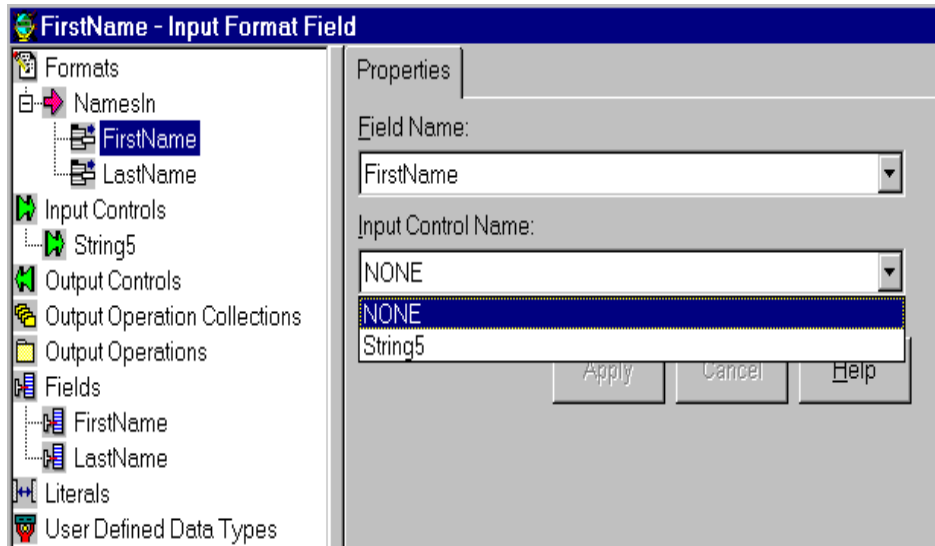 FirstName - Input Format Field
Formats
NamesIn
FirstName
LastName
Input Controls
String5
Output Controls
Output Operation Collections
Output Operations
Fields
FirstName
LastName
Literals
User Defined Data Types
Properties
Field Name:
FirstName
Input Control Name:
NONE
NONE
String5
Apply
Cancel
Help